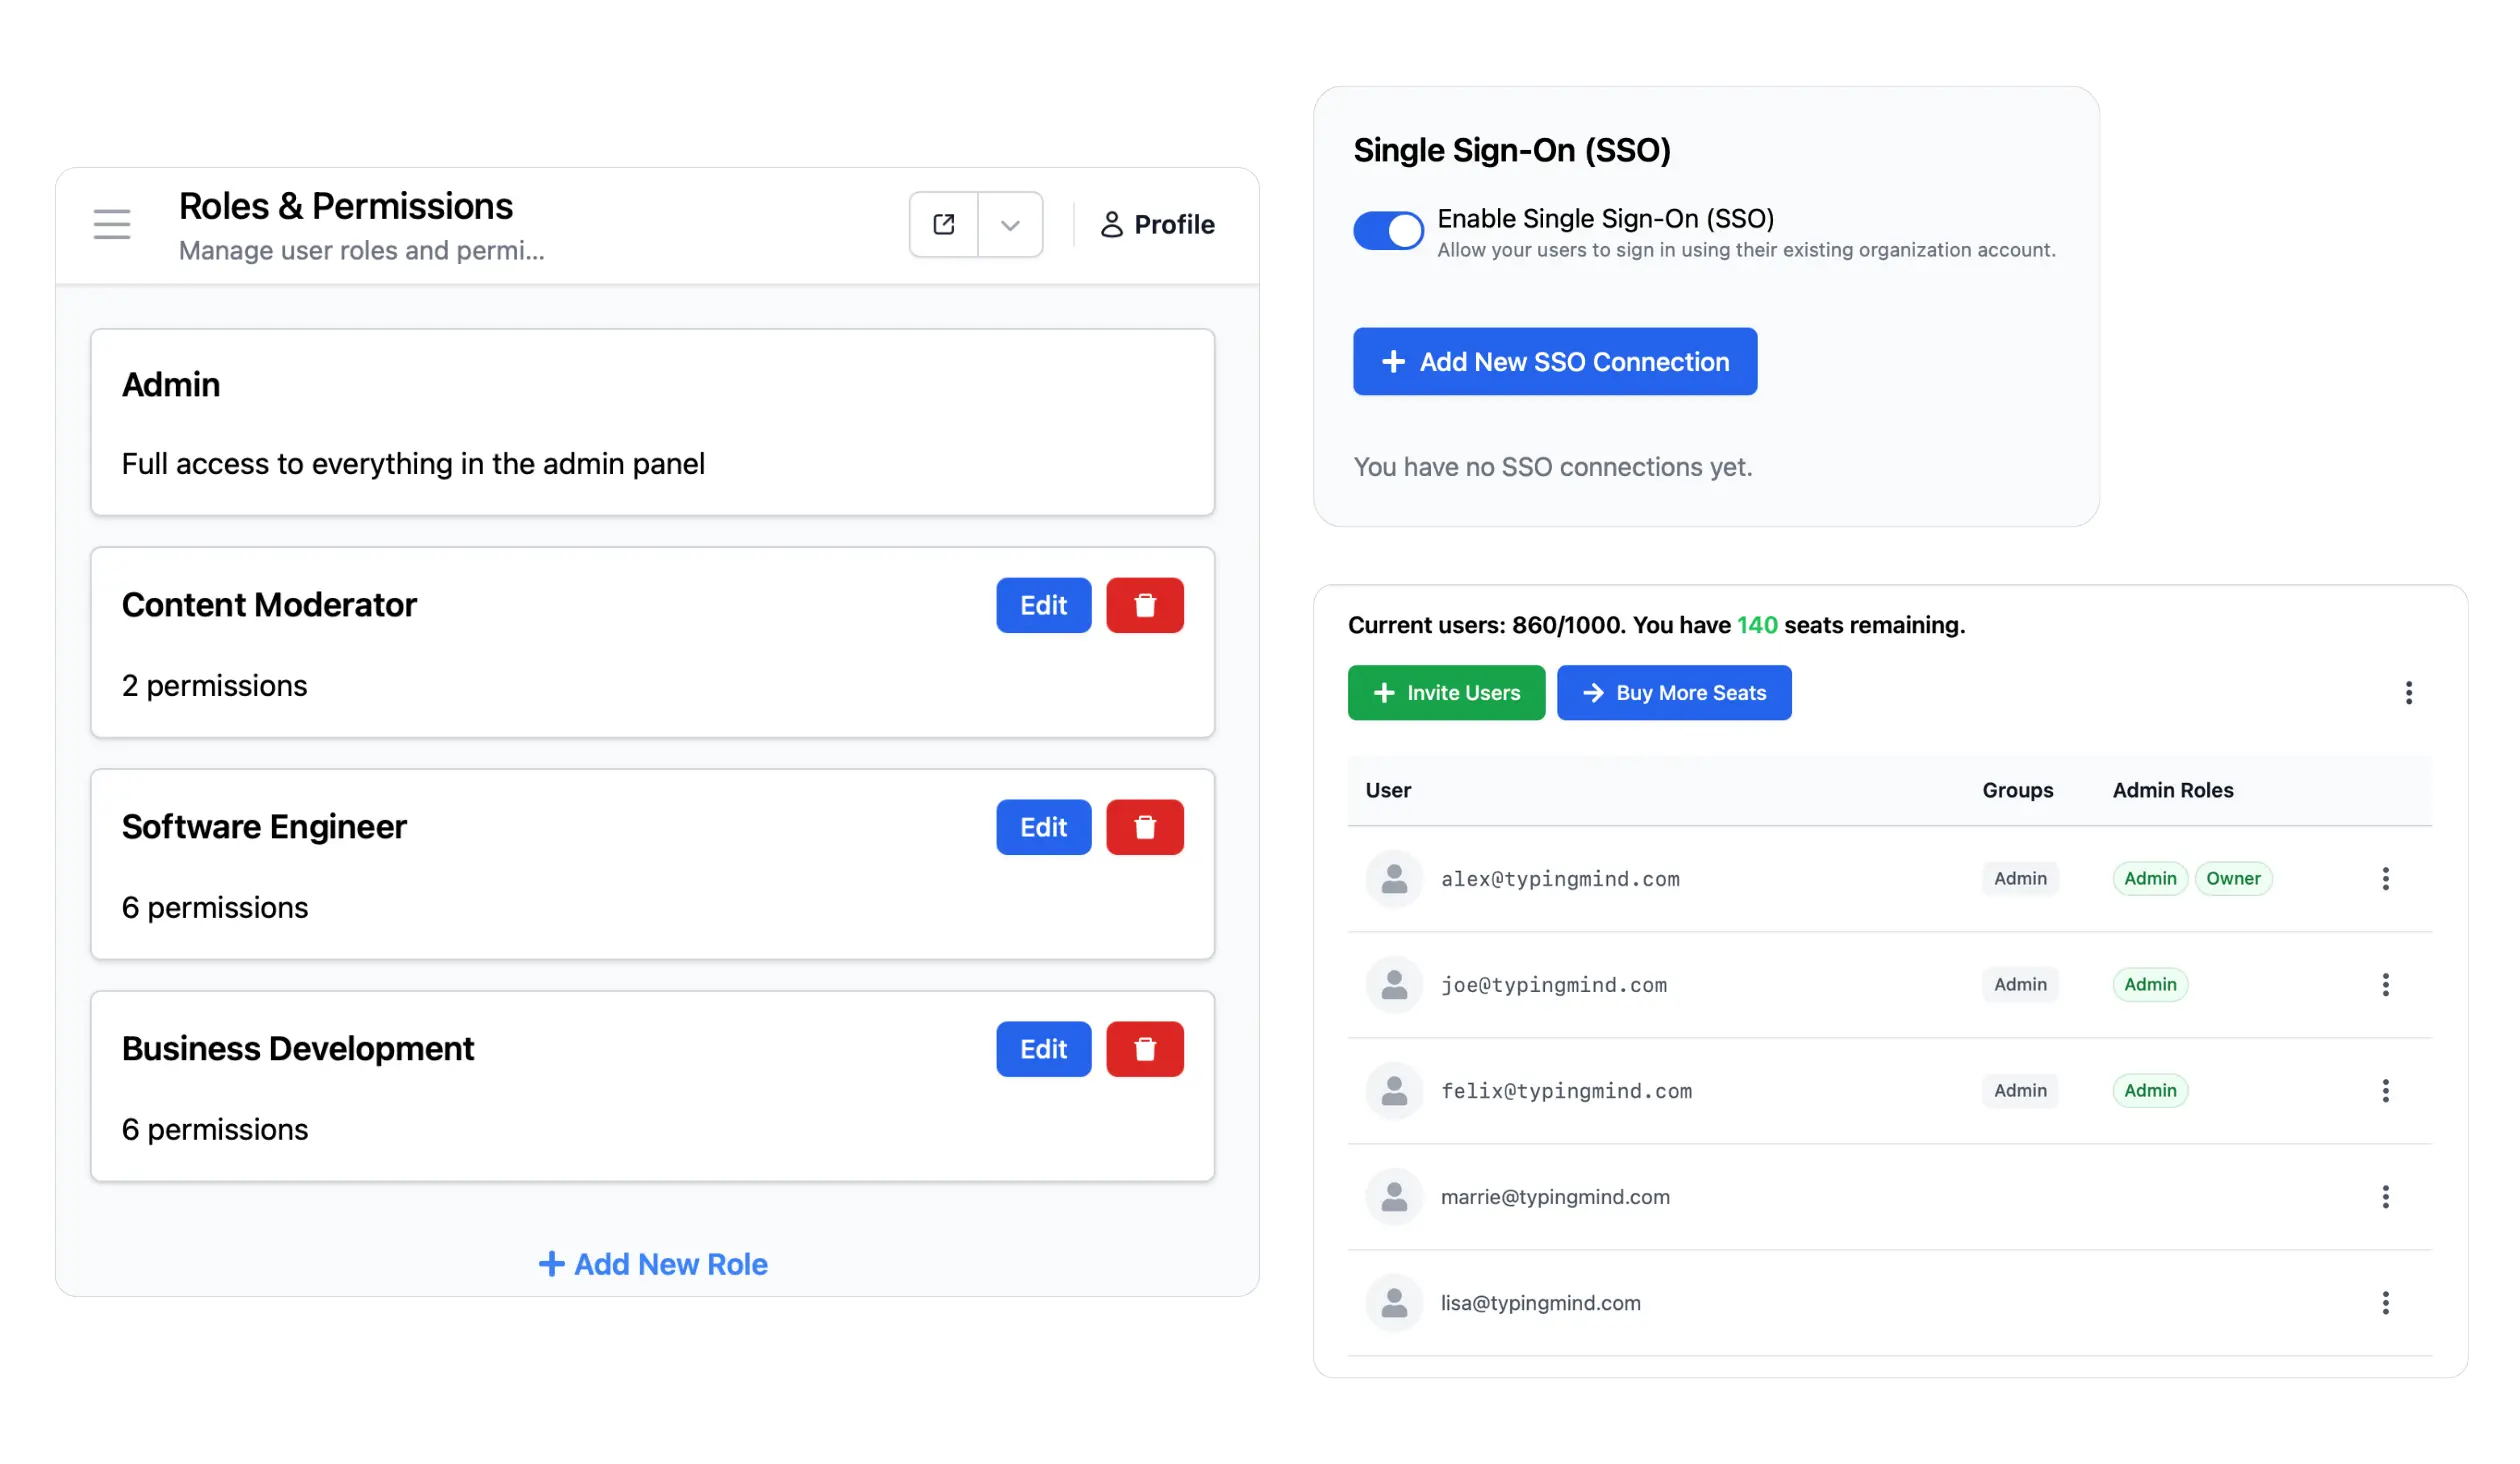 Roles & Permissions
Manage user roles and permi...
Profile
Admin
Full access to everything in the admin panel
Content Moderator
Edit
2 permissions
Software Engineer
Edit
6 permissions
Business Development
Edit
6 permissions
Add New Role
Single Sign-On (SSO)
Enable Single Sign-On (SSO)
Allow your users to sign in using their existing organization account.
Add New SSO Connection
You have no SSO connections yet.
Current users: 860/1000. You have 140 seats remaining.
Invite Users Buy More Seats
User Groups Admin Roles
alex@typingmind.com Admin Admin Owner
joe@typingmind.com Admin Admin
felix@typingmind.com Admin Admin
marrie@typingmind.com
lisa@typingmind.com